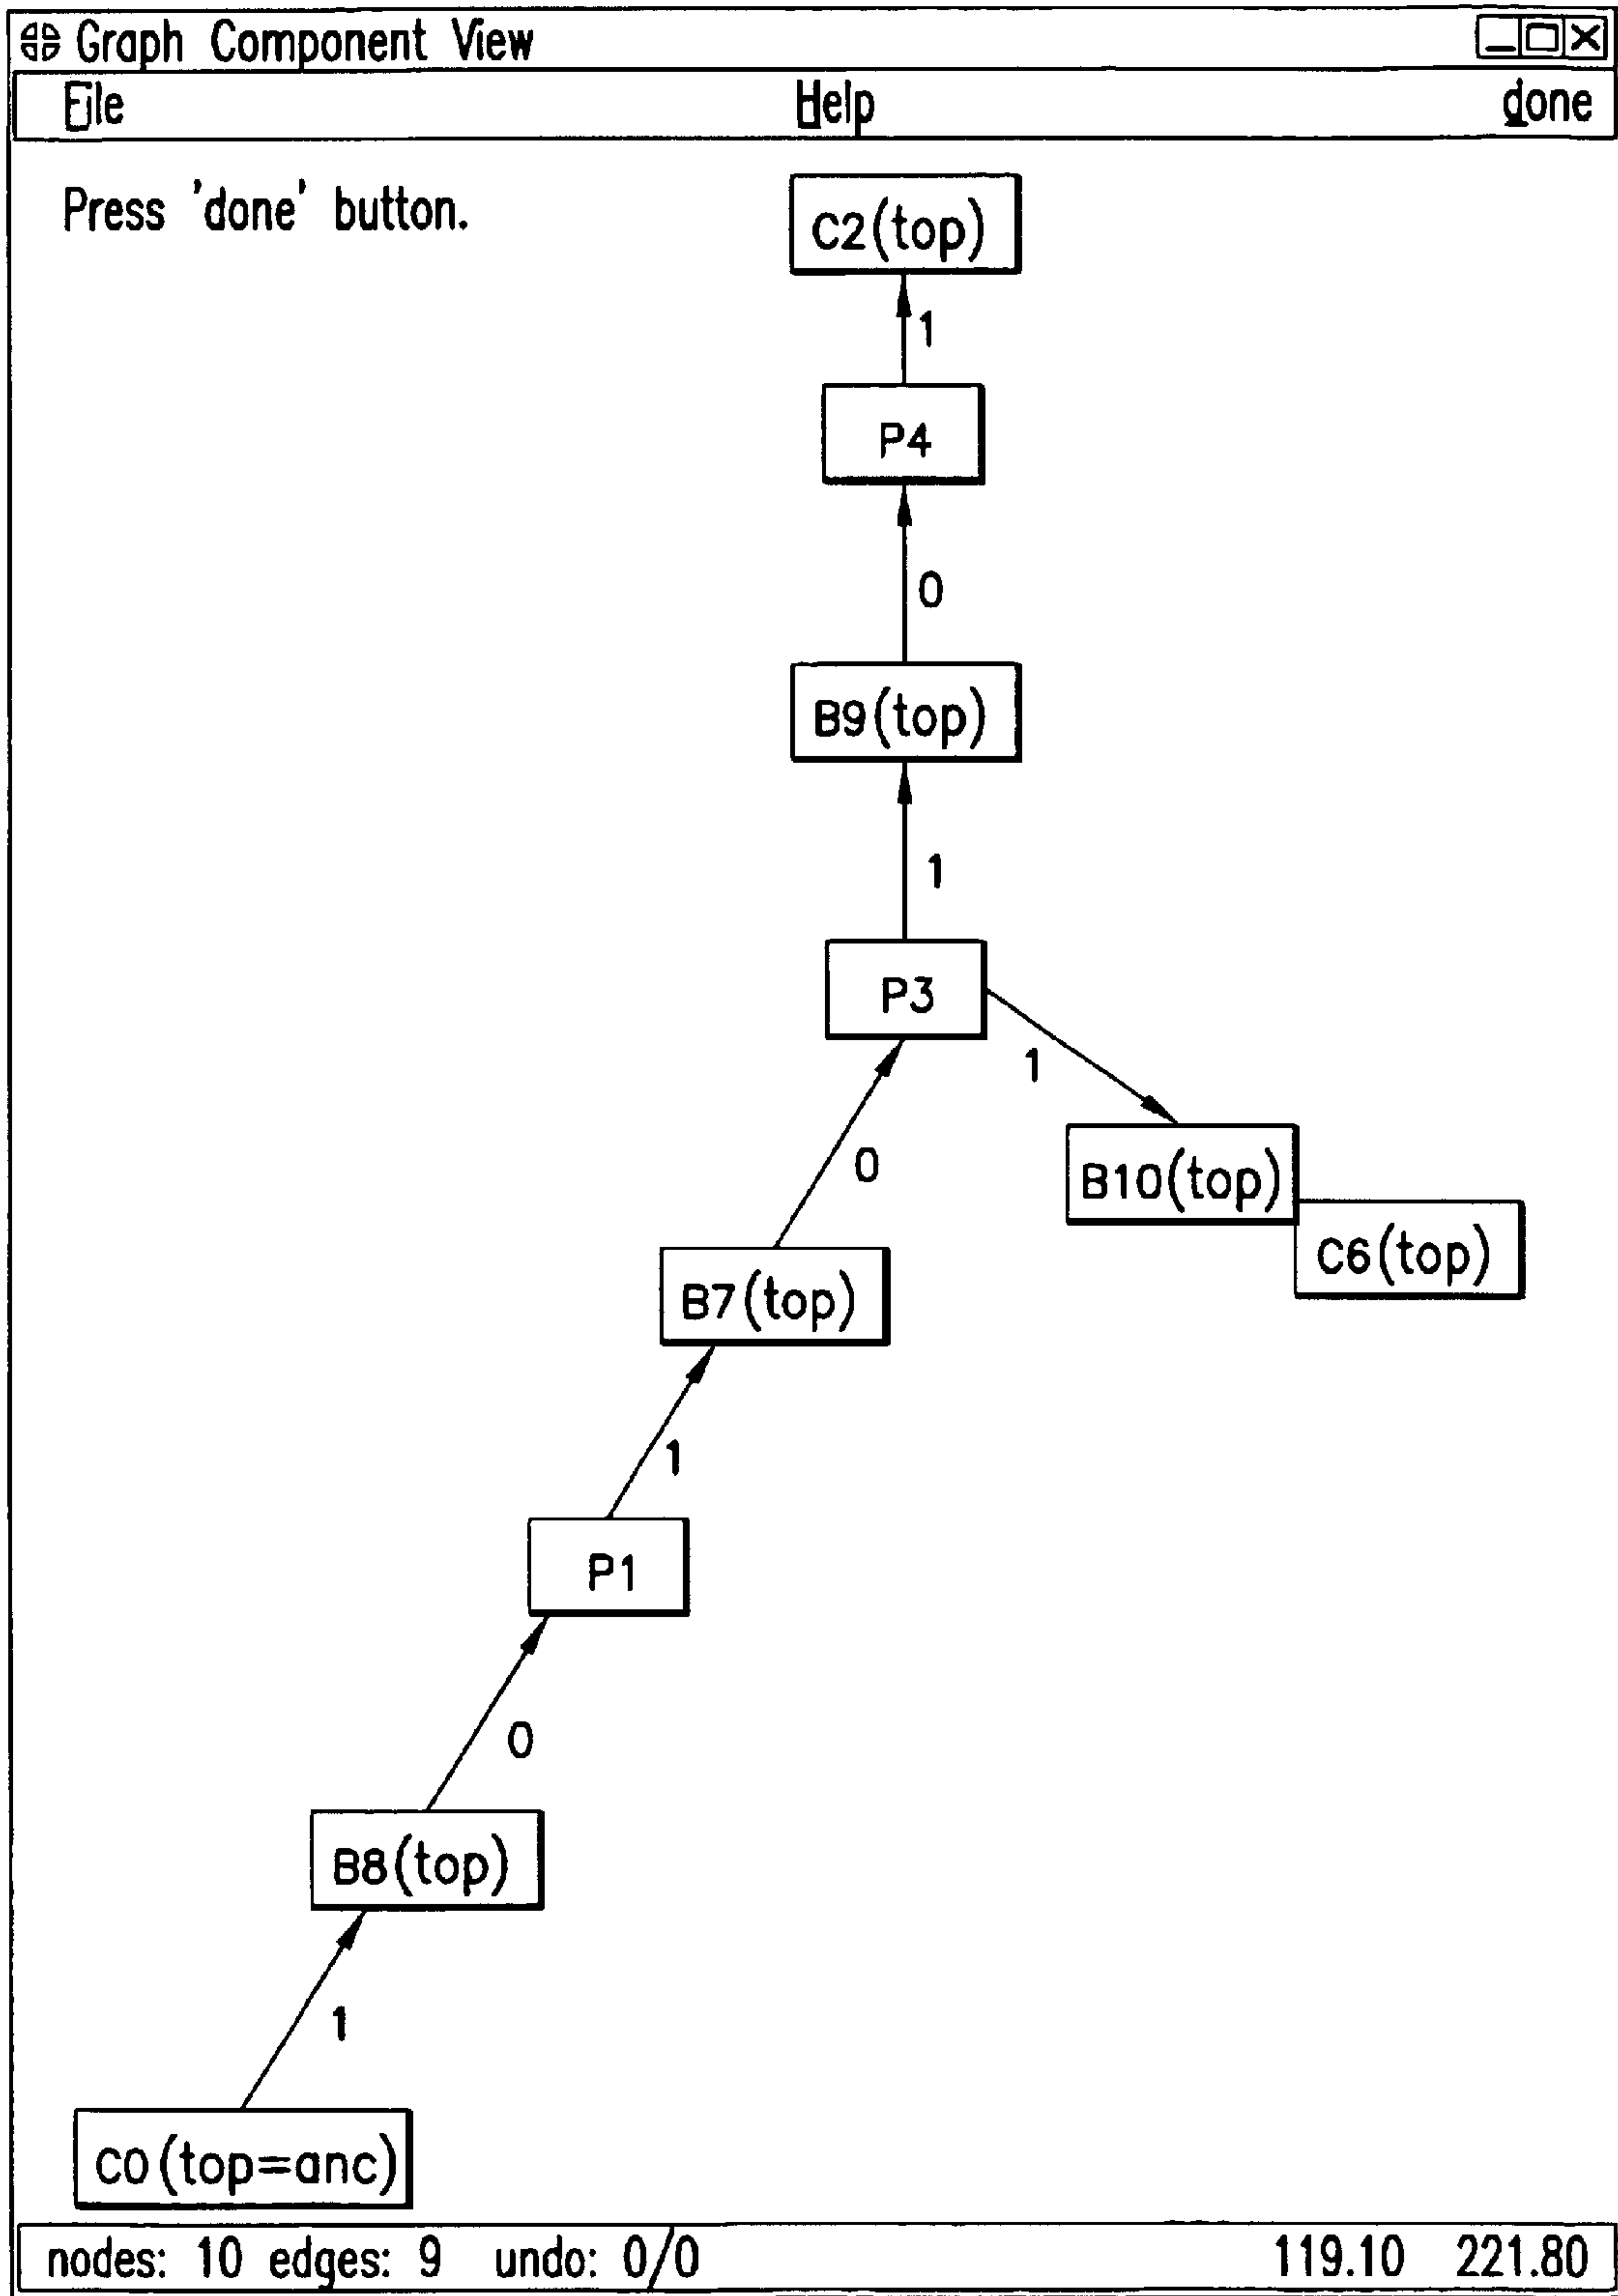 Graph Component View
File Help done
Press 'done' button.
C2(top)
1
P4
0
B9(top)
1
P3
1
0
B10(top)
C6(top)
B7(top)
1
P1
0
B8(top)
1
C0(top=anc)
nodes: 10 edges: 9 undo: 0/0 119.10 221.80